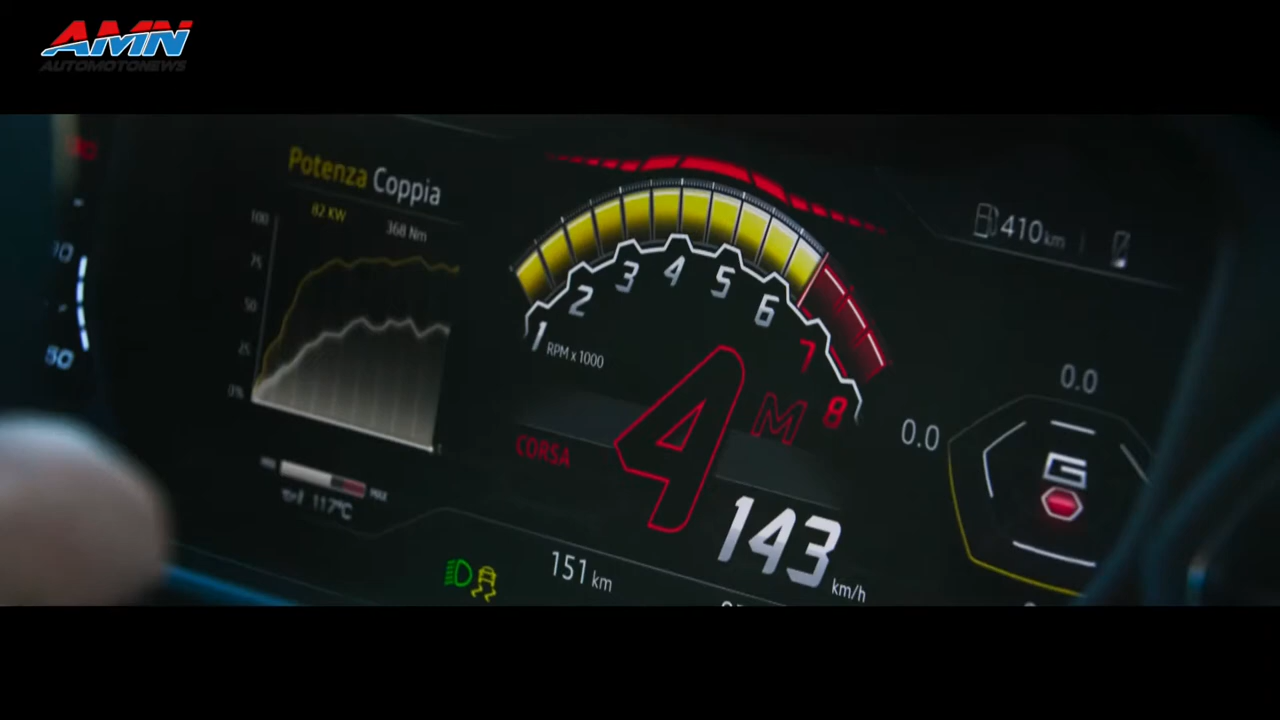 AMN
AUTOMOTONEWS
Potenza Coppia
82 KW 368 Nm
100
75
50
25
0%
MAX
117°C
1 2 3 4 5 6 7 8
RPM x 1000
4 M
CORSA
143 km/h
151 km
410 km
0.0
0.0
G